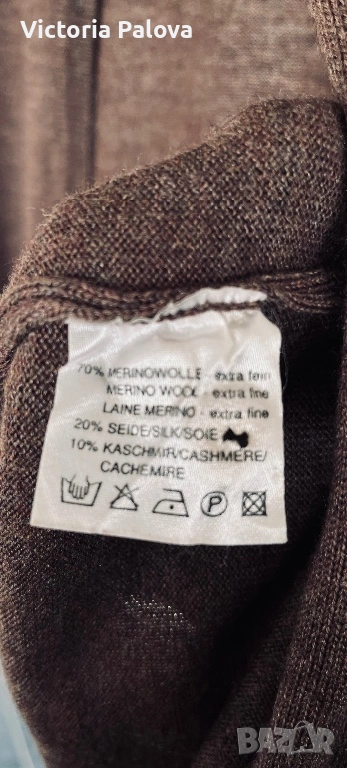 Victoria Palova
70% MERINOWOLLE - extra fein
MERINO WOOL - extra fine
LAINE MERINO - extra fine
20% SEIDE/SILK/SOIE
10% KASCHMIR/CASHMERE/
CACHEMIRE
P
BAZAR